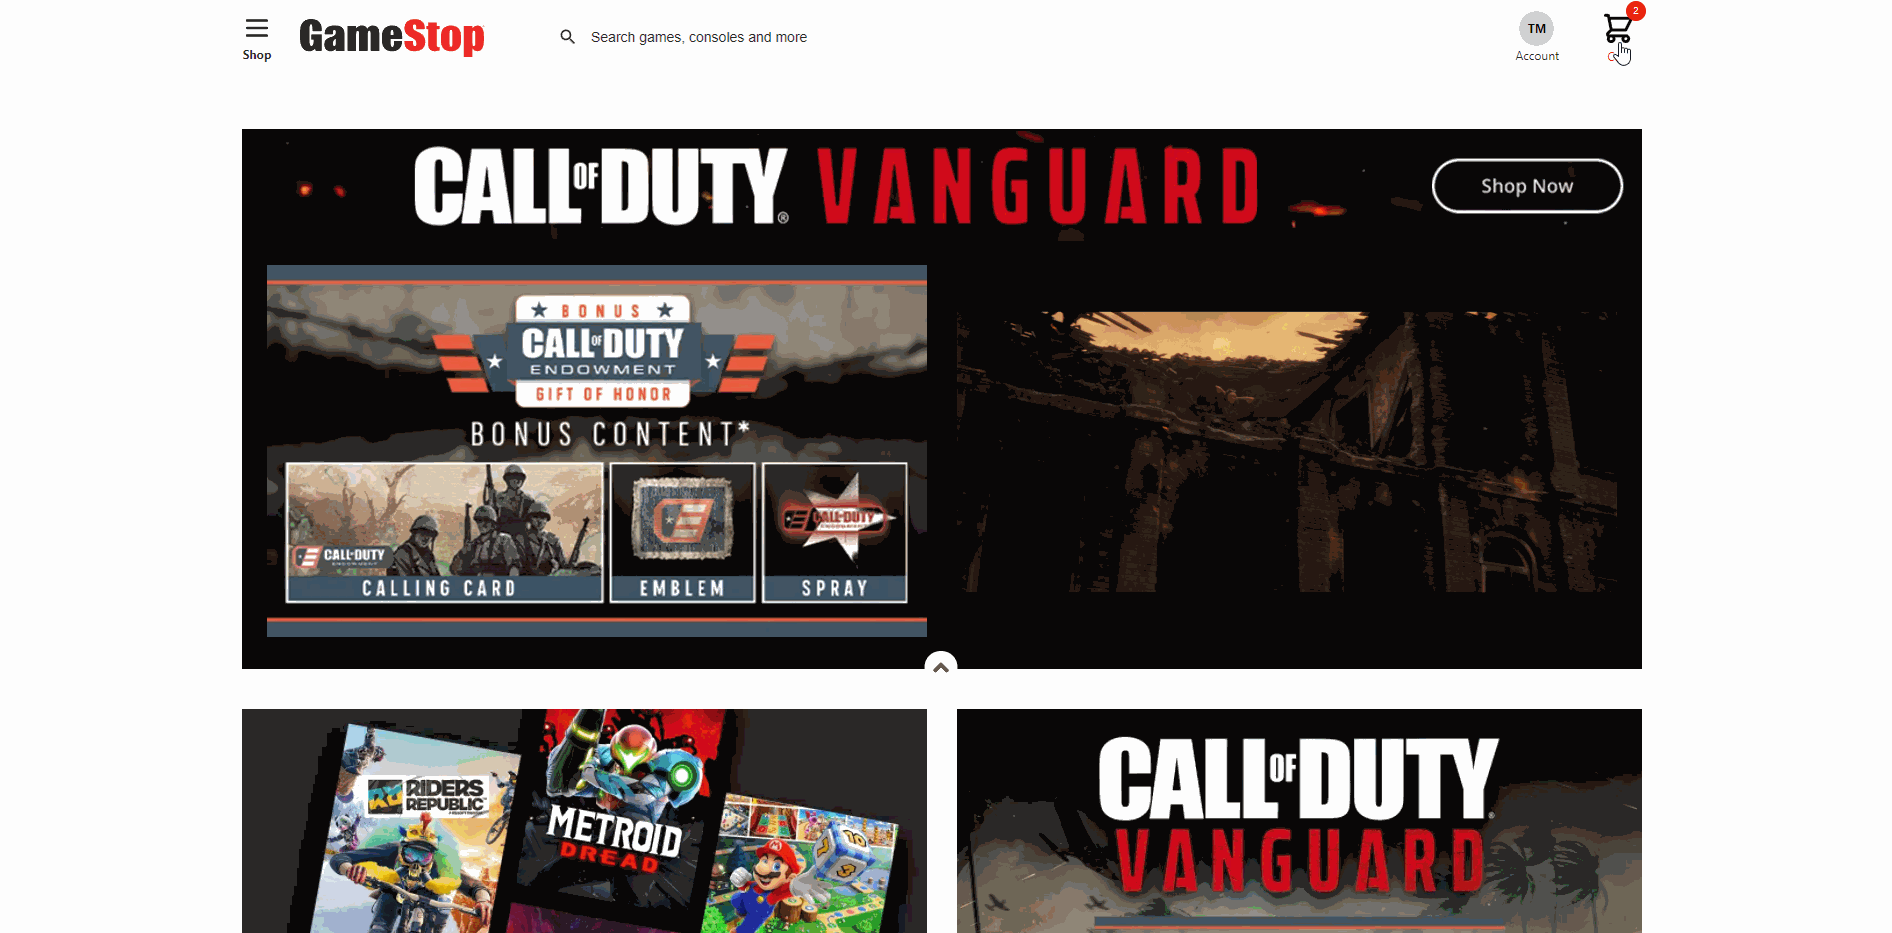 Shop
GameStop
Search games, consoles and more
TM
Account
2
CALL OF DUTY® VANGUARD
Shop Now
BONUS
CALL OF DUTY
ENDOWMENT
GIFT OF HONOR
BONUS CONTENT*
CALL OF DUTY
ENDOWMENT
CALLING CARD
EMBLEM
CALL OF DUTY
SPRAY
RIDERS
REPUBLIC
METROID
DREAD
10
CALL OF DUTY®
VANGUARD